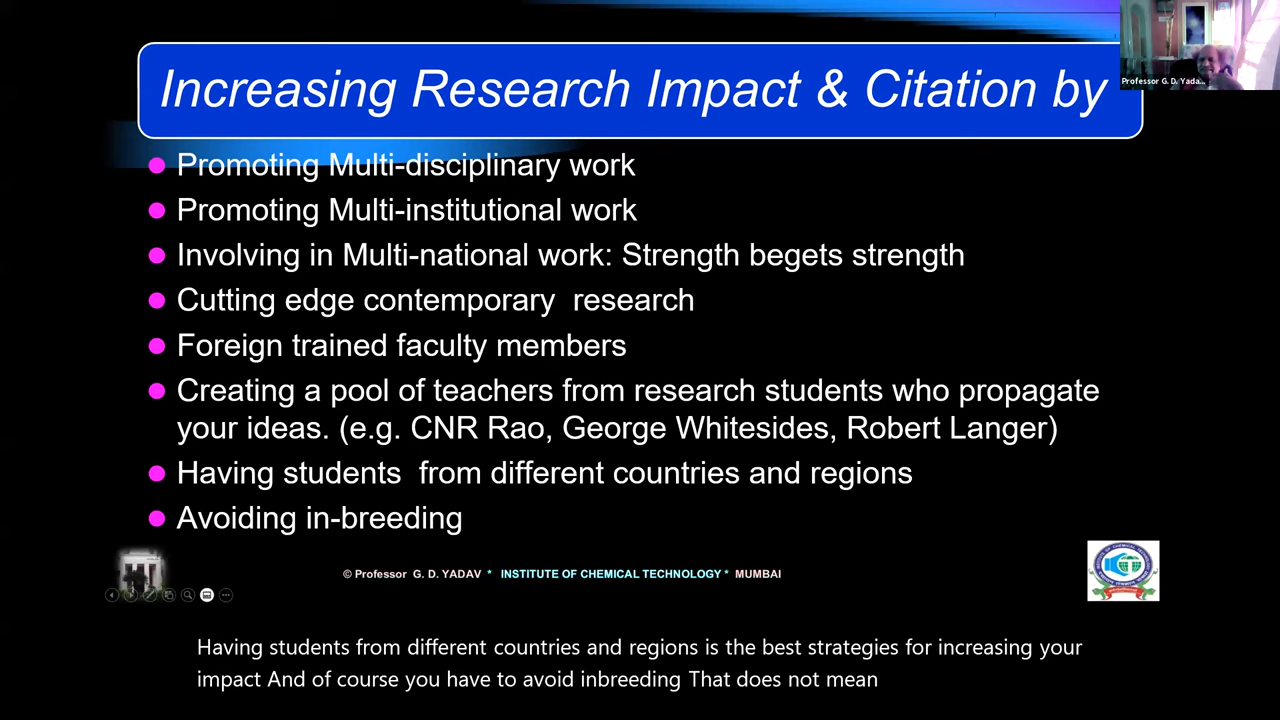 Increasing Research Impact & Citation by
Professor G. D. Yada...
Promoting Multi-disciplinary work
Promoting Multi-institutional work
Involving in Multi-national work: Strength begets strength
Cutting edge contemporary research
Foreign trained faculty members
Creating a pool of teachers from research students who propagate
your ideas. (e.g. CNR Rao, George Whitesides, Robert Langer)
Having students from different countries and regions
Avoiding in-breeding
© Professor G. D. YADAV * INSTITUTE OF CHEMICAL TECHNOLOGY * MUMBAI
Having students from different countries and regions is the best strategies for increasing your
impact And of course you have to avoid inbreeding That does not mean